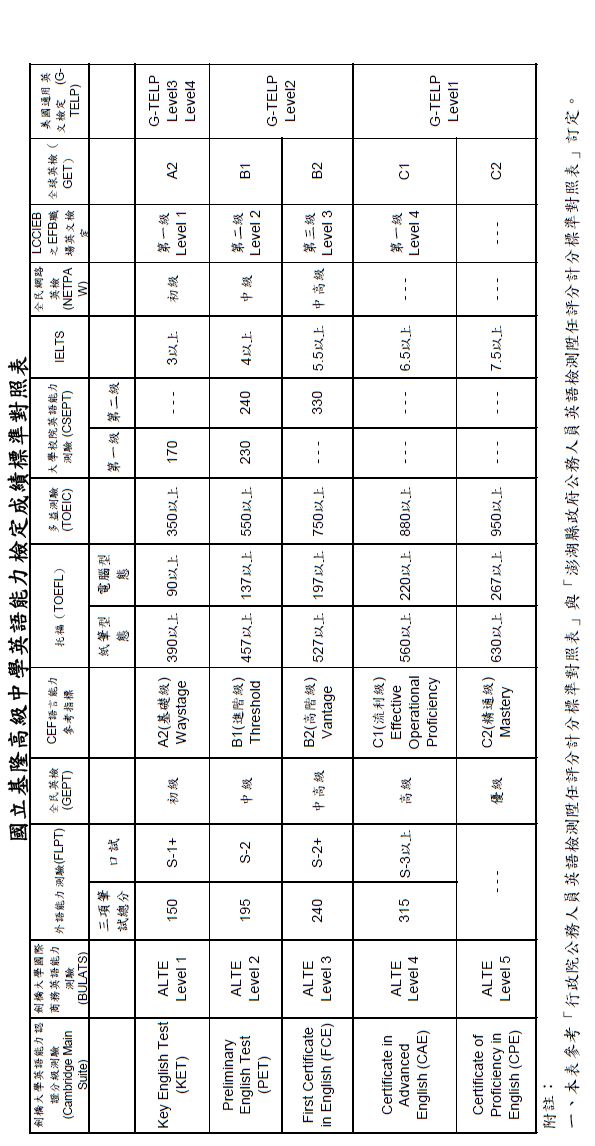 國立基隆高級中學英語能力檢定成績標準對照表
劍橋大學英語能力認
證分級測驗
(Cambridge Main
Suite)
劍橋大學國際
商務英語能力
測驗
(BULATS)
外語能力測驗(FLPT)
全民英檢
(GEPT)
CEF語言能力
參考指標
托福（TOEFL）
多益測驗
(TOEIC)
大學校院英語能力
測驗(CSEPT)
IELTS
全民網路
英檢
(NETPA
W)
LCCIEB
之EFB職
場英文檢
定
全球英檢（
GET）
美國通用英
文檢定（G-
TELP)
三項筆
試總分
口試
紙筆型
態
電腦型
態
第一級
第二級
Key English Test
(KET)
ALTE
Level 1
150
S-1+
初級
A2(基礎級)
Waystage
390以上
90以上
350以上
170
---
3以上
初級
第一級
Level 1
A2
G-TELP
Level3
Level4
Preliminary
English Test
(PET)
ALTE
Level 2
195
S-2
中級
B1(進階級)
Threshold
457以上
137以上
550以上
230
240
4以上
中級
第二級
Level 2
B1
G-TELP
Level2
First Certificate
in English (FCE)
ALTE
Level 3
240
S-2+
中高級
B2(高階級)
Vantage
527以上
197以上
750以上
---
330
5.5以上
中高級
第三級
Level 3
B2
Certificate in
Advanced
English (CAE)
ALTE
Level 4
315
S-3以上
高級
C1(流利級)
Effective
Operational
Proficiency
560以上
220以上
880以上
---
---
6.5以上
---
第一級
Level 4
C1
G-TELP
Level1
Certificate of
Proficiency in
English (CPE)
ALTE
Level 5
---
優級
C2(精通級)
Mastery
630以上
267以上
950以上
---
---
7.5以上
---
---
C2
附註：
一、本表參考「行政院公務人員英語檢測陞任評分計分標準對照表」與「澎湖縣政府公務人員英語檢測陞任評分計分標準對照表」訂定。